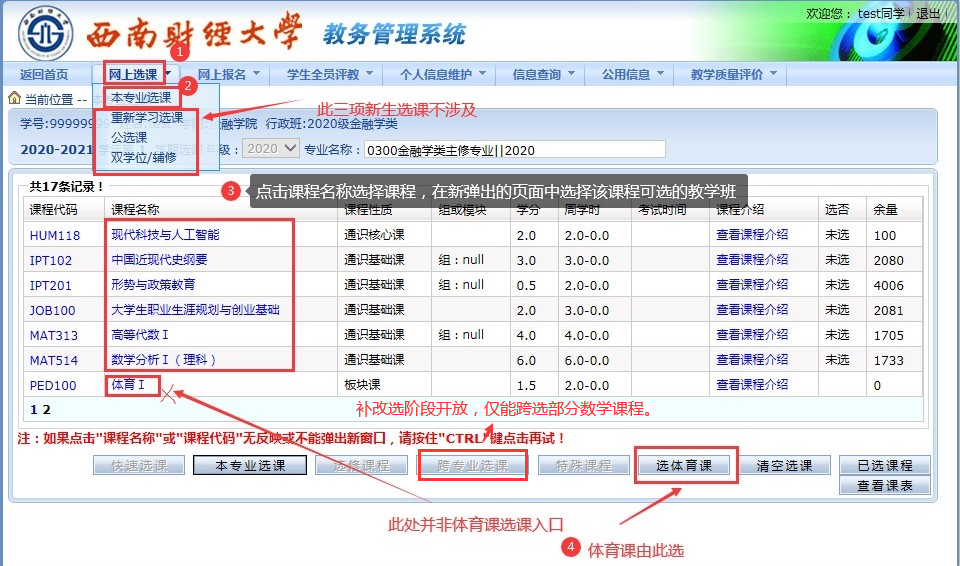 欢迎您： test同学 退出
西南财经大学 教务管理系统
1
返回首页 网上选课 网上报名 学生全员评教 个人信息维护 信息查询 公用信息 教学质量评价
2
当前位置 --
本专业选课
重新学习选课
公选课
双学位/辅修
此三项新生选课不涉及
学号:99999999 金融学院 行政班:2020级金融学类
2020-2021 年级： 2020 专业名称： 0300金融学类主修专业||2020
共17条记录！
3 点击课程名称选择课程，在新弹出的页面中选择该课程可选的教学班
课程代码 课程名称 课程性质 组或模块 学分 周学时 考试时间 课程介绍 选否 余量
HUM118 现代科技与人工智能 通识核心课 2.0 2.0-0.0 查看课程介绍 未选 100
IPT102 中国近现代史纲要 通识基础课 组：null 3.0 3.0-0.0 查看课程介绍 未选 2080
IPT201 形势与政策教育 通识基础课 组：null 0.5 2.0-0.0 查看课程介绍 未选 4006
JOB100 大学生职业生涯规划与创业基础 通识基础课 2.0 3.0-0.0 查看课程介绍 未选 2081
MAT313 高等代数Ⅰ 通识基础课 组：null 4.0 4.0-0.0 查看课程介绍 未选 1705
MAT514 数学分析Ⅰ（理科） 通识基础课 6.0 6.0-0.0 查看课程介绍 未选 1733
PED100 体育Ⅰ 板块课 1.5 2.0-0.0 查看课程介绍 0
1 2
补改选阶段开放，仅能跨选部分数学课程。
注：如果点击"课程名称"或"课程代码"无反映或不能弹出新窗口，请按住"CTRL"键点击再试！
快速选课 本专业选课 选修课程 跨专业选课 特殊课程 选体育课 清空选课 已选课程
查看课表
此处并非体育课选课入口
4 体育课由此选